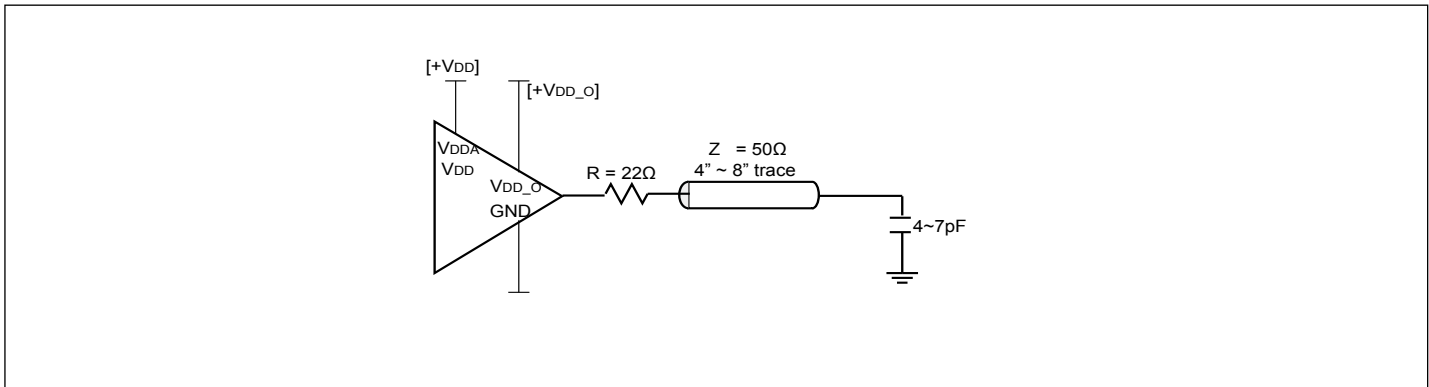 [+VDD]
[+VDD_O]
VDDA
VDD
VDD_O
GND
R = 22Ω
Z = 50Ω
4” ~ 8” trace
4~7pF